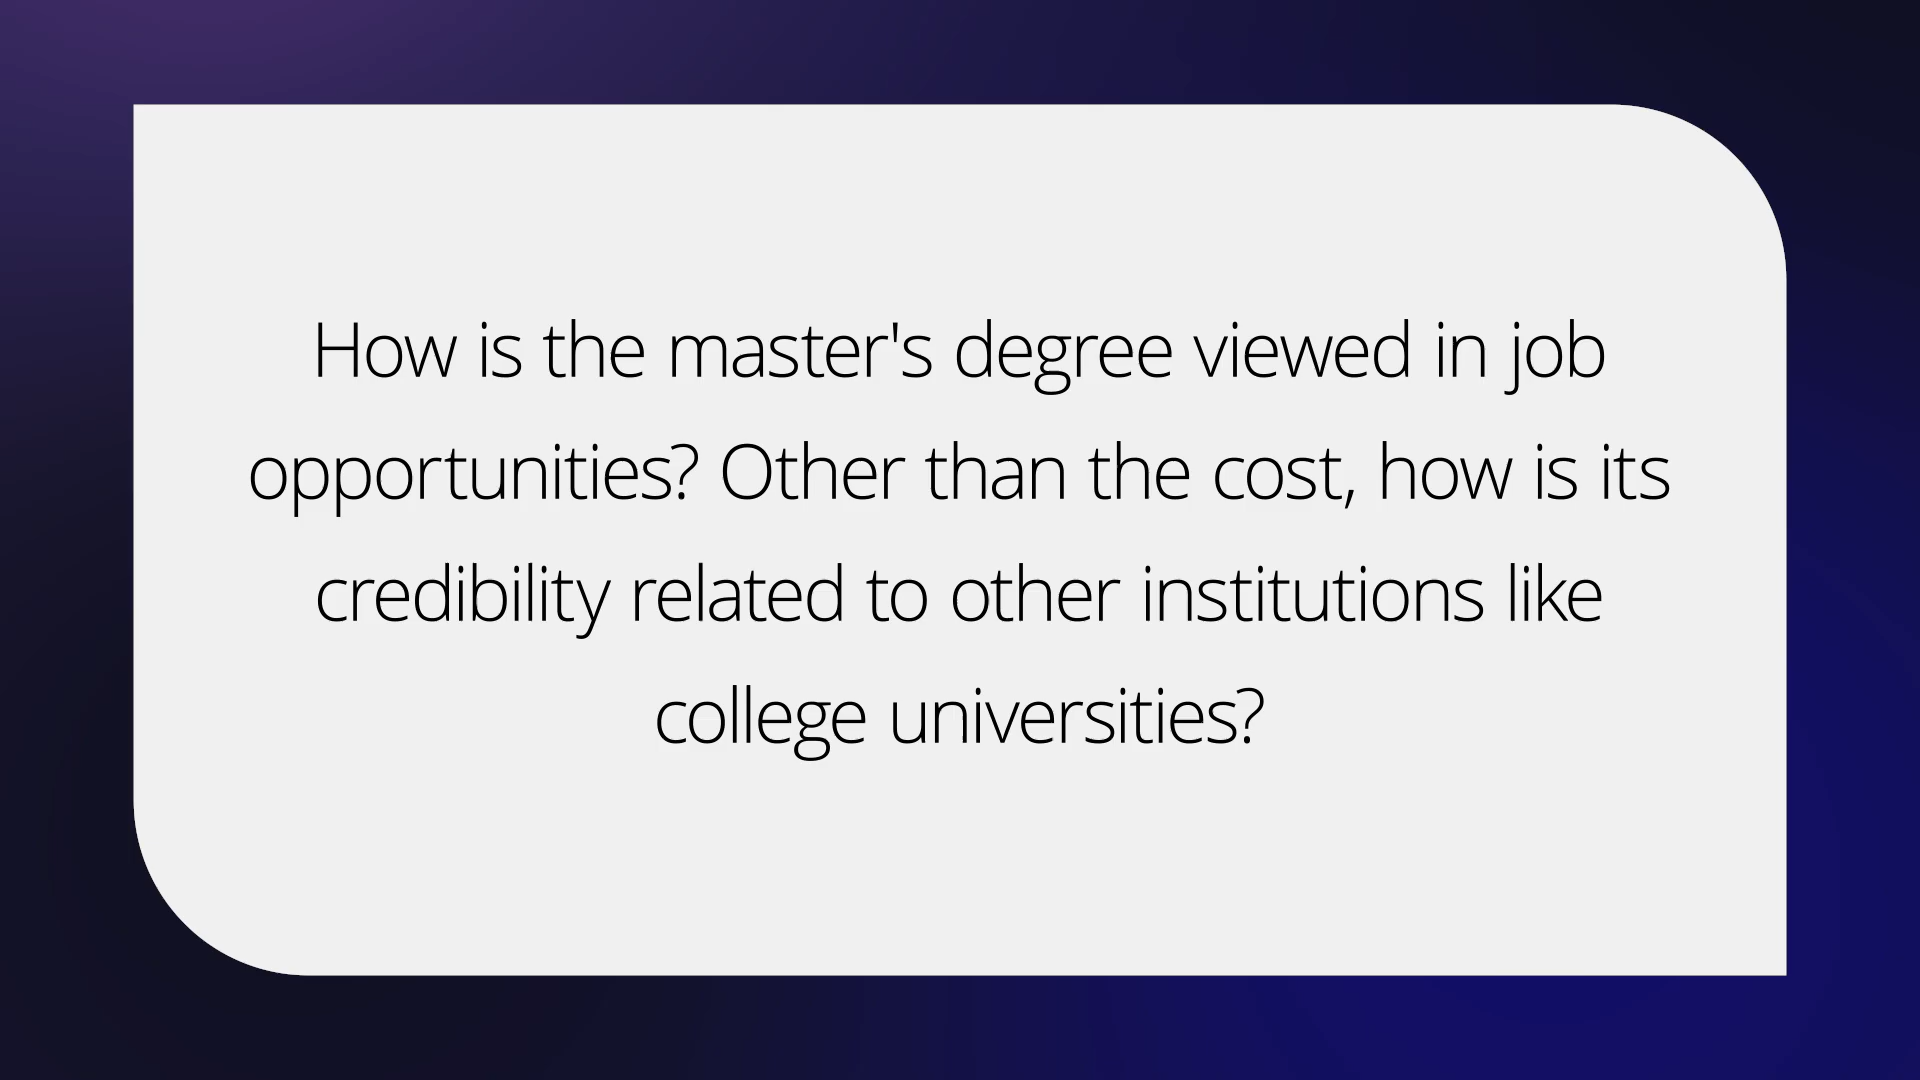 How is the master's degree viewed in job
opportunities? Other than the cost, how is its
credibility related to other institutions like
college universities?